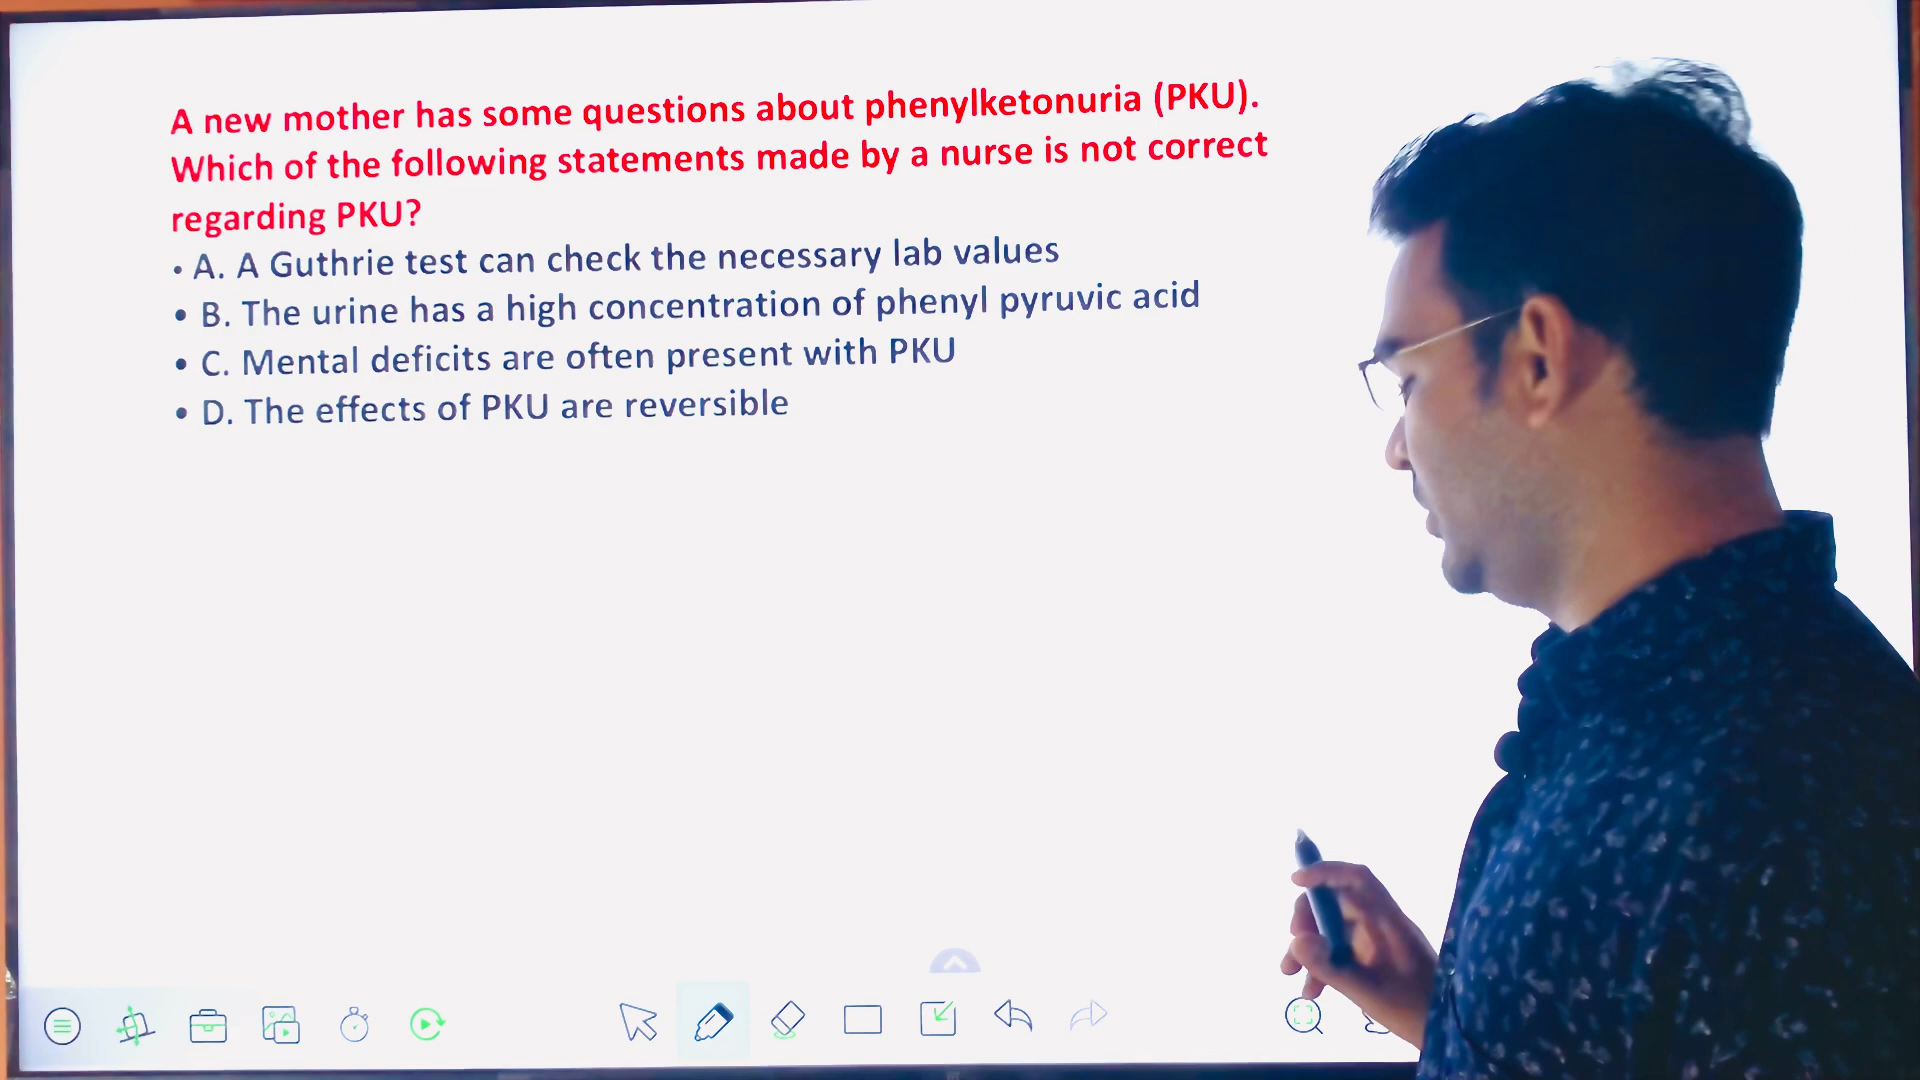 A new mother has some questions about phenylketonuria (PKU).
Which of the following statements made by a nurse is not correct
regarding PKU?
• A. A Guthrie test can check the necessary lab values
• B. The urine has a high concentration of phenyl pyruvic acid
• C. Mental deficits are often present with PKU
• D. The effects of PKU are reversible